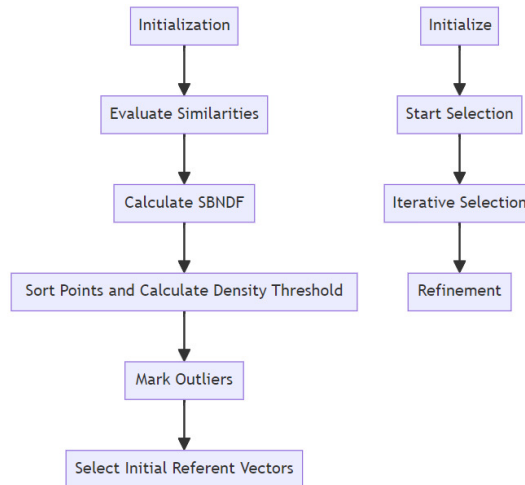 Initialization
Evaluate Similarities
Calculate SBNDF
Sort Points and Calculate Density Threshold
Mark Outliers
Select Initial Referent Vectors
Initialize
Start Selection
Iterative Selection
Refinement